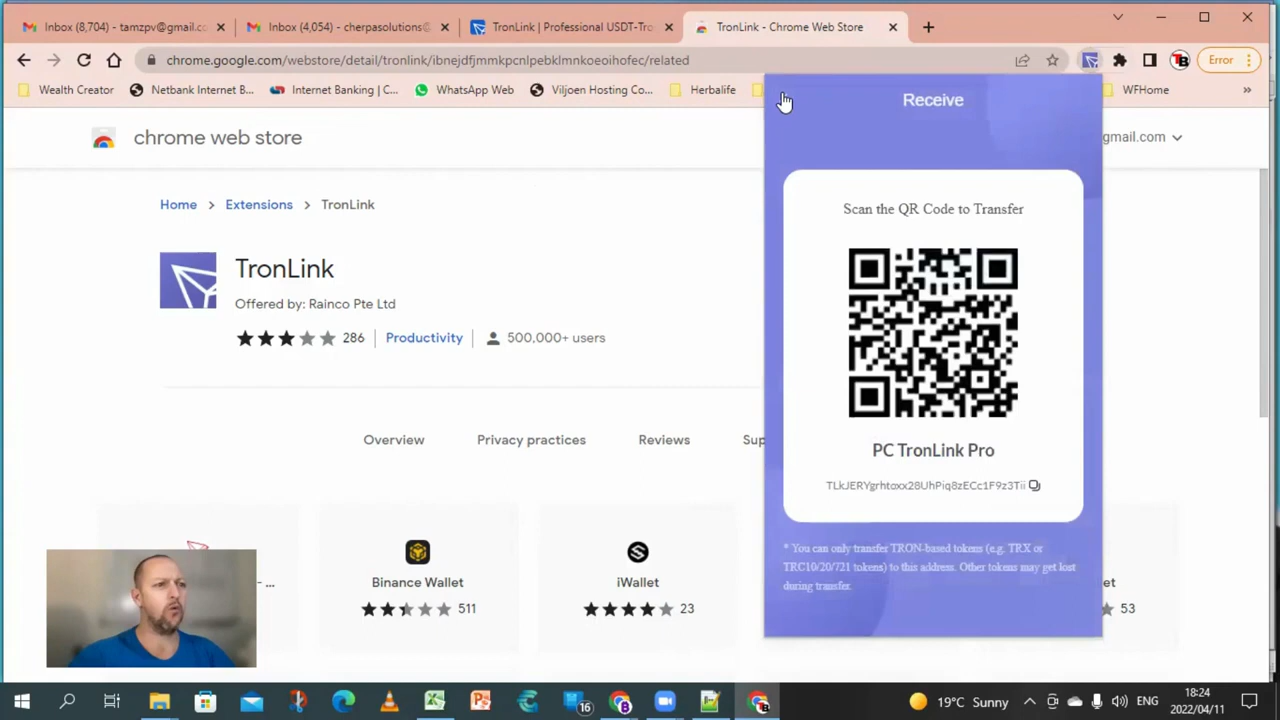 Inbox (8,704) - tamzpv@gmail.co
Inbox (4,054) - cherpasolutions@
TronLink | Professional USDT-Tro
TronLink - Chrome Web Store
chrome.google.com/webstore/detail/tronlink/ibnejdfjmmkpcnlpebklmnkoeoihofec/related
Error
Wealth Creator
Netbank Internet B...
Internet Banking | C...
WhatsApp Web
Viljoen Hosting Co...
Herbalife
WFHome
»
chrome web store
gmail.com
Receive
Home > Extensions > TronLink
Scan the QR Code to Transfer
TronLink
Offered by: Rainco Pte Ltd
286
Productivity
500,000+ users
Overview
Privacy practices
Reviews
Sup
PC TronLink Pro
TLkJERYgrhtoxx28UhPiq8zECc1F9z3Tii
* You can only transfer TRON-based tokens (e.g. TRX or
TRC10/20/721 tokens) to this address. Other tokens may get lost
during transfer.
- ...
Binance Wallet
iWallet
et
511
23
53
16
19°C Sunny
ENG
18:24
2022/04/11